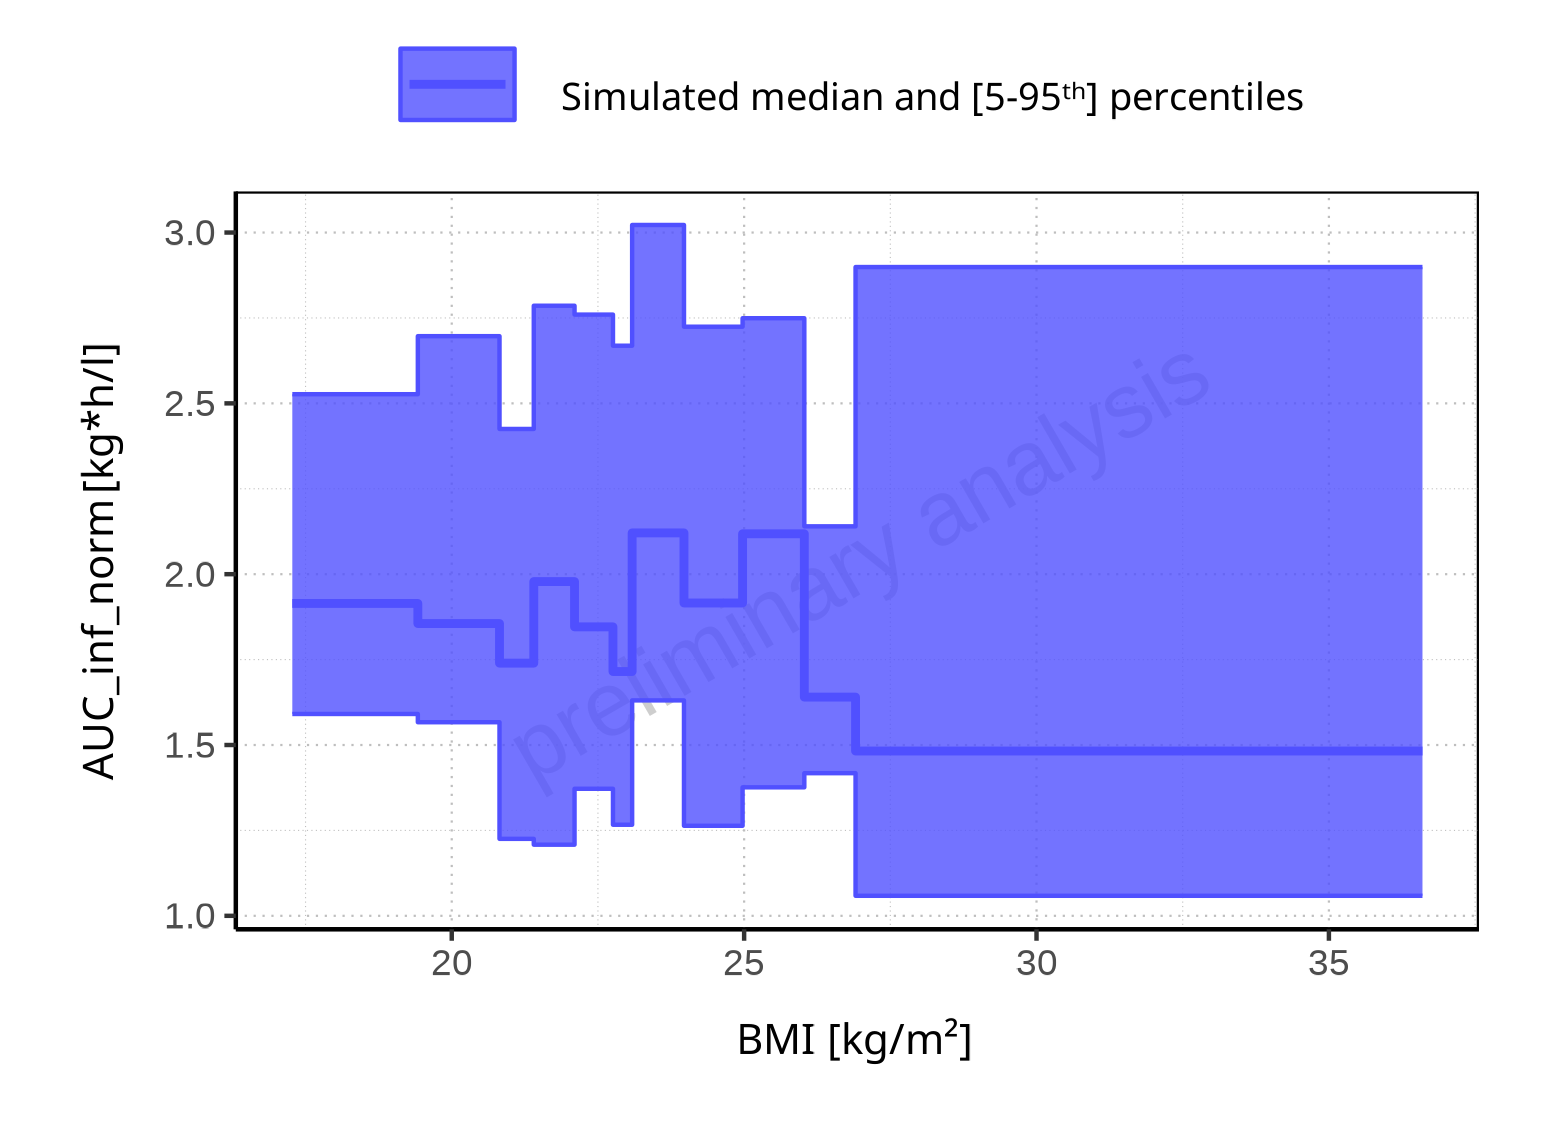 Simulated median and [5-95ᵗʰ] percentiles
AUC_inf_norm [kg*h/l]
3.0
2.5
2.0
1.5
1.0
preliminary analysis
20 25 30 35
BMI [kg/m²]